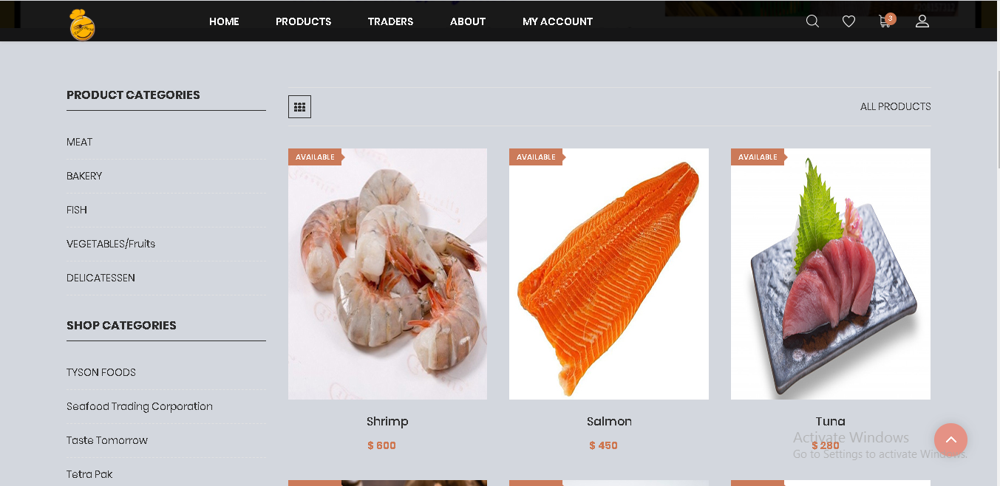 HOME PRODUCTS TRADERS ABOUT MY ACCOUNT
3
PRODUCT CATEGORIES
MEAT
BAKERY
FISH
VEGETABLES/Fruits
DELICATESSEN
SHOP CATEGORIES
TYSON FOODS
Seafood Trading Corporation
Taste Tomorrow
Tetra Pak
ALL PRODUCTS
AVAILABLE AVAILABLE AVAILABLE
Shrimp Salmon Tuna
$ 600 $ 450 $ 280
Activate Windows
Go to Settings to activate Windows.